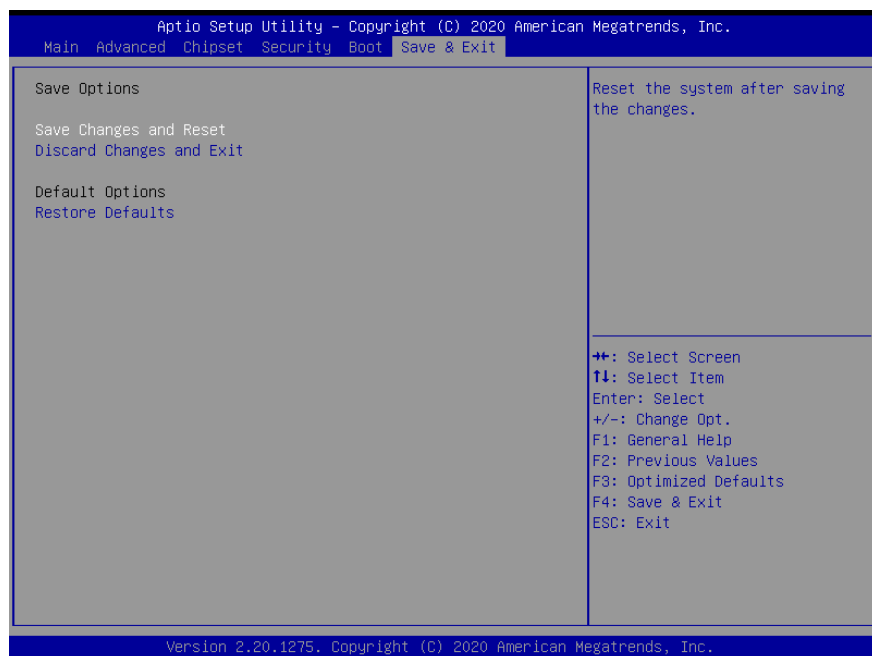 Aptio Setup Utility – Copyright (C) 2020 American Megatrends, Inc.
Main Advanced Chipset Security Boot Save & Exit
Save Options
Save Changes and Reset
Discard Changes and Exit
Default Options
Restore Defaults
Reset the system after saving
the changes.
→←: Select Screen
↑↓: Select Item
Enter: Select
+/-: Change Opt.
F1: General Help
F2: Previous Values
F3: Optimized Defaults
F4: Save & Exit
ESC: Exit
Version 2.20.1275. Copyright (C) 2020 American Megatrends, Inc.